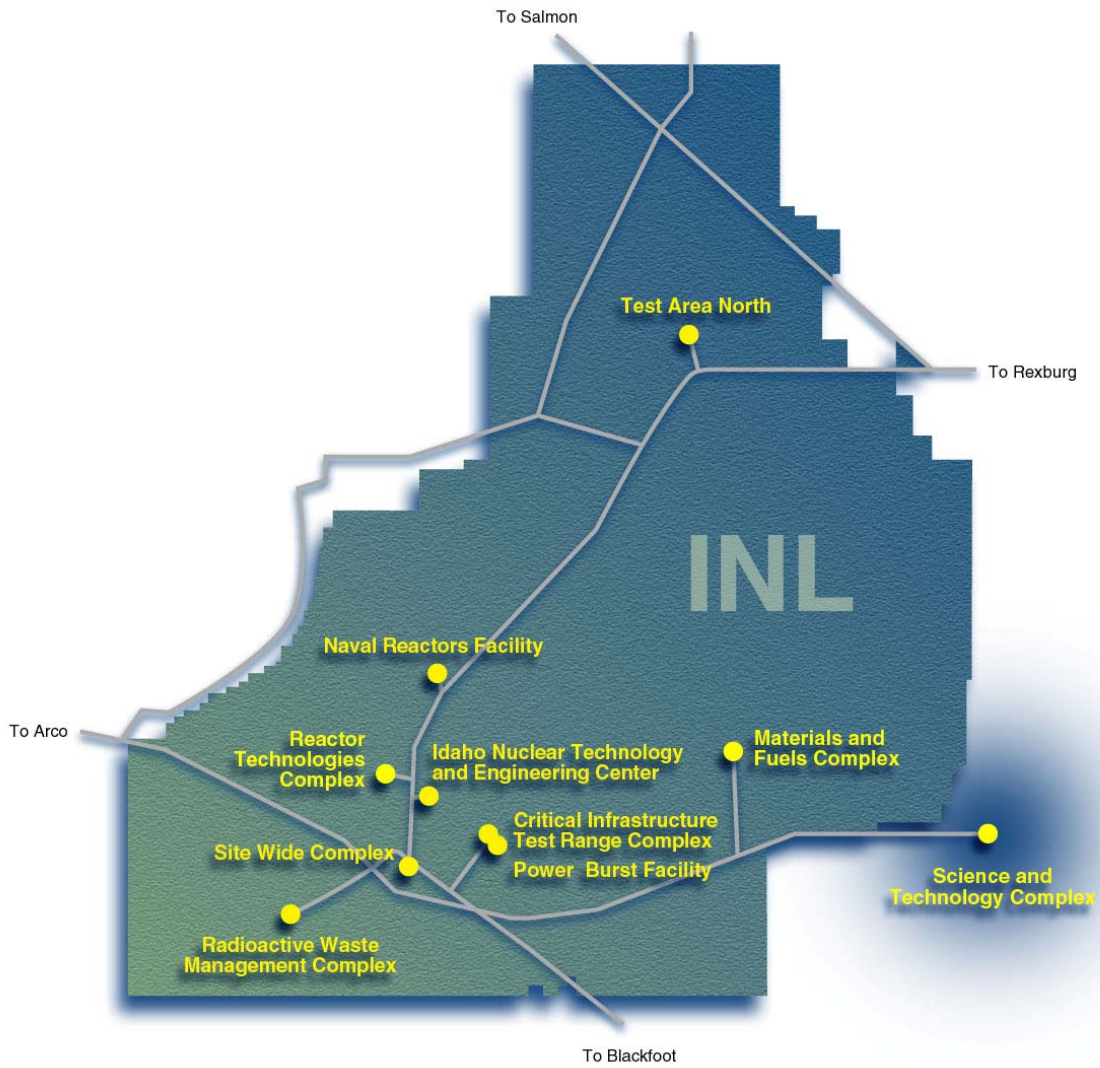 To Salmon
Test Area North
To Rexburg
INL
Naval Reactors Facility
To Arco
Reactor
Technologies
Complex
Idaho Nuclear Technology
and Engineering Center
Materials and
Fuels Complex
Critical Infrastructure
Test Range Complex
Site Wide Complex
Power Burst Facility
Science and
Technology Complex
Radioactive Waste
Management Complex
To Blackfoot